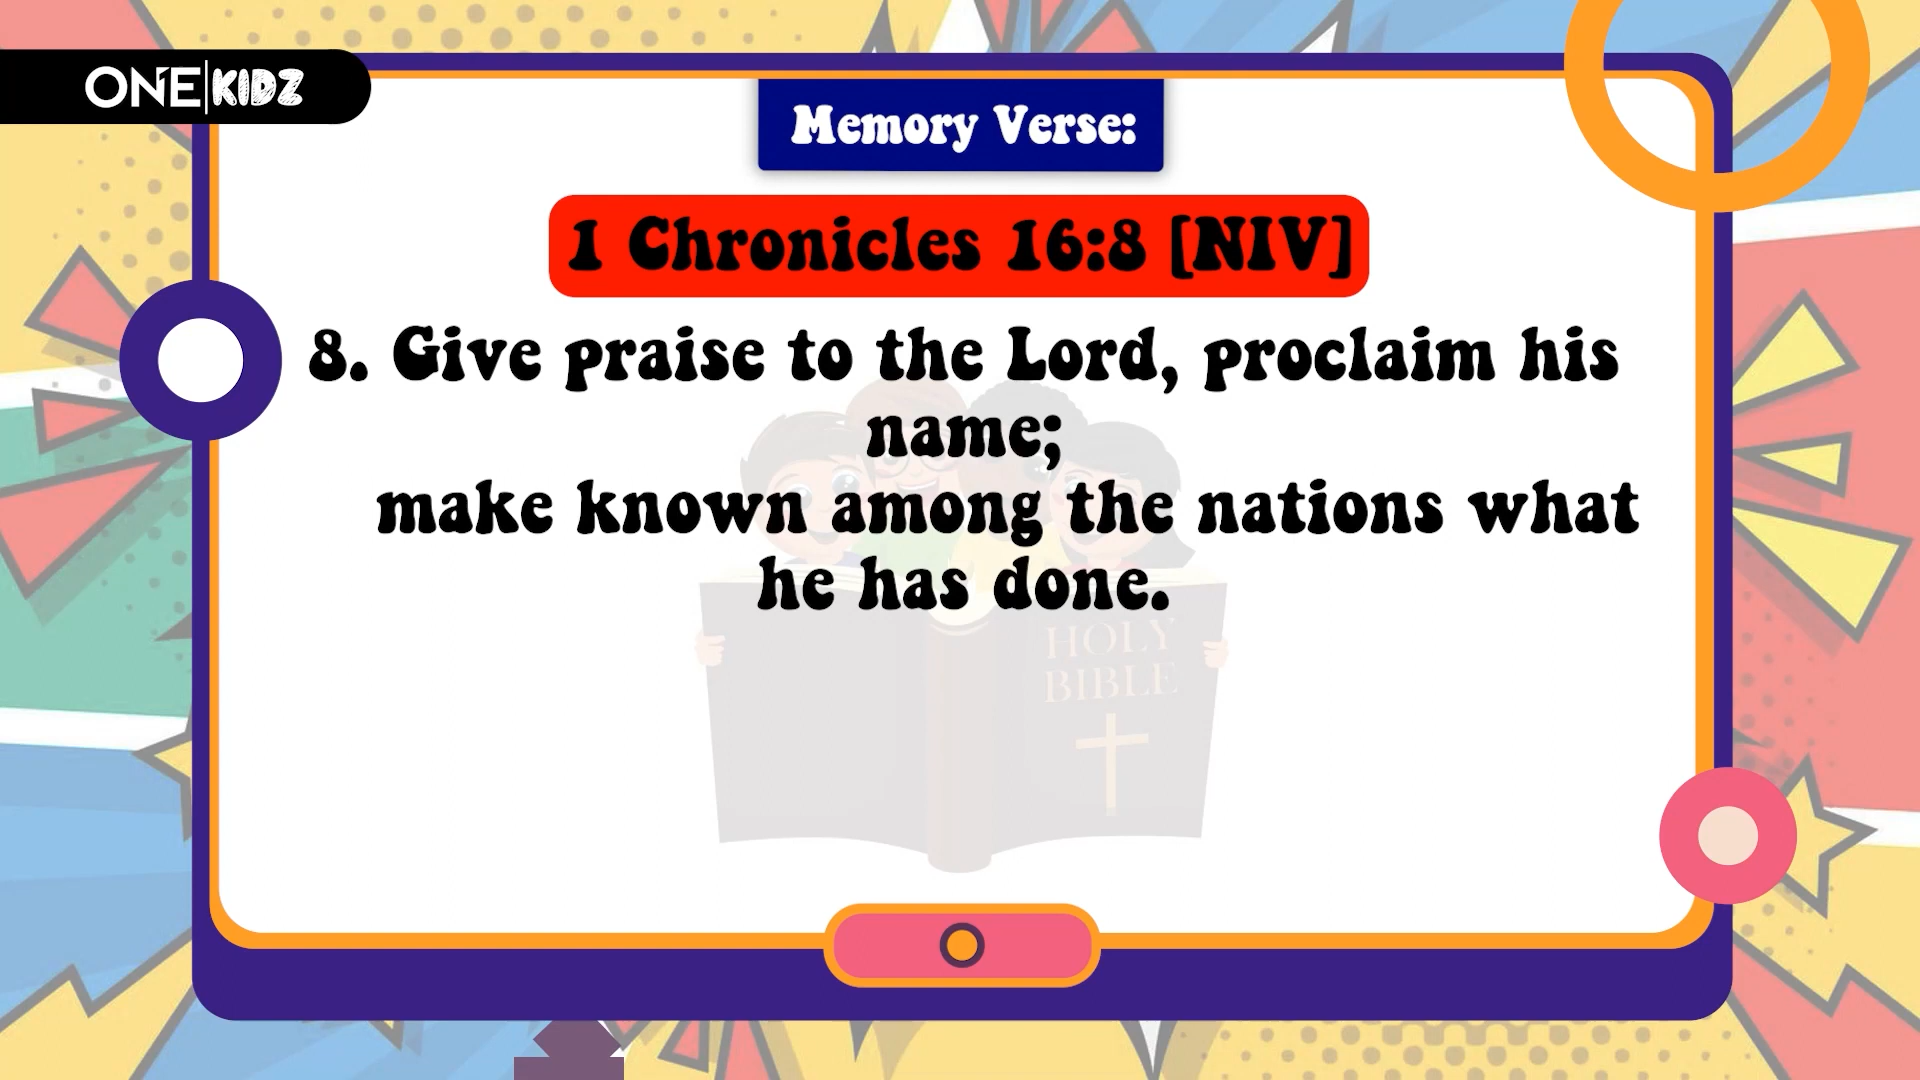 ONE|KIDZ
Memory Verse:
1 Chronicles 16:8 [NIV]
8. Give praise to the Lord, proclaim his
name;
make known among the nations what
he has done.
HOLY
BIBLE